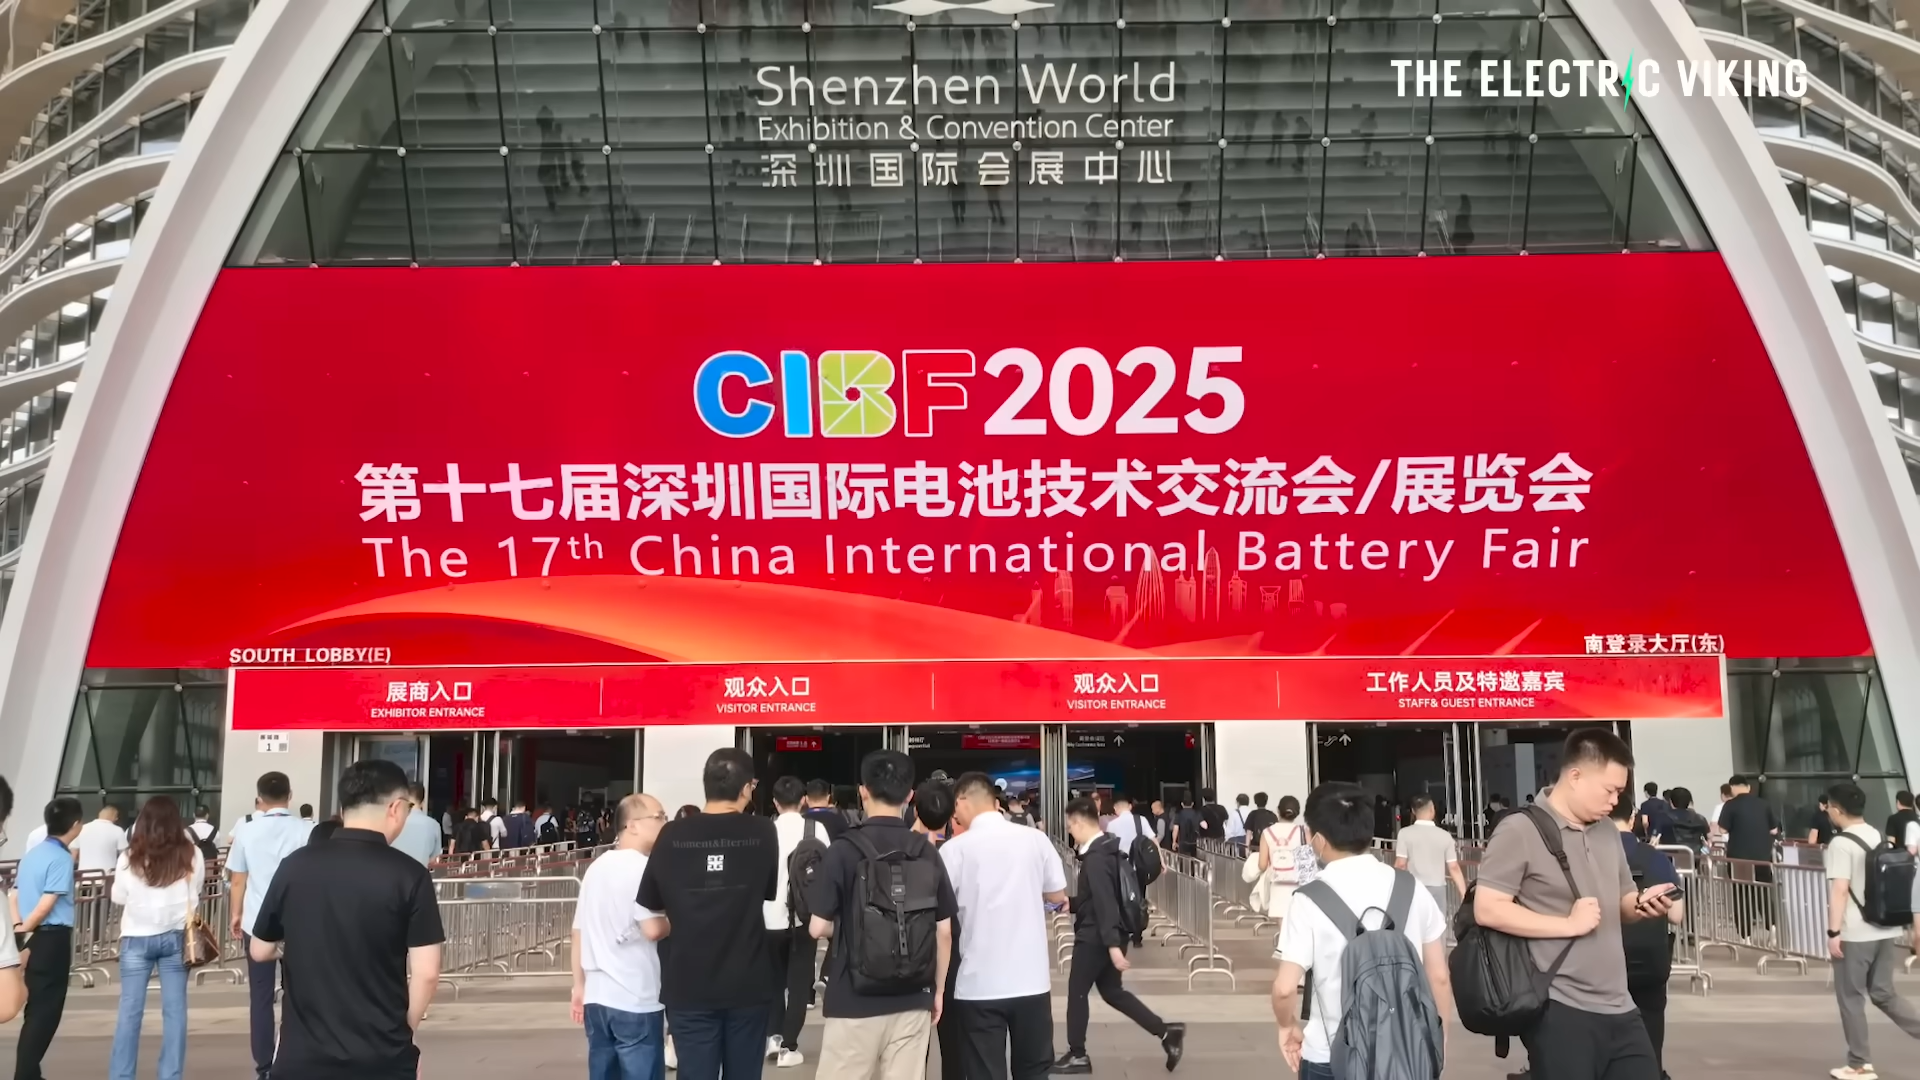 THE ELECTRIC VIKING
Shenzhen World
Exhibition & Convention Center
深圳国际会展中心
CIBF2025
第十七届深圳国际电池技术交流会/展览会
The 17th China International Battery Fair
SOUTH LOBBY(E)
南登录大厅(东)
展商入口
EXHIBITOR ENTRANCE
观众入口
VISITOR ENTRANCE
观众入口
VISITOR ENTRANCE
工作人员及特邀嘉宾
STAFF& GUEST ENTRANCE
1
Moment&Eternity